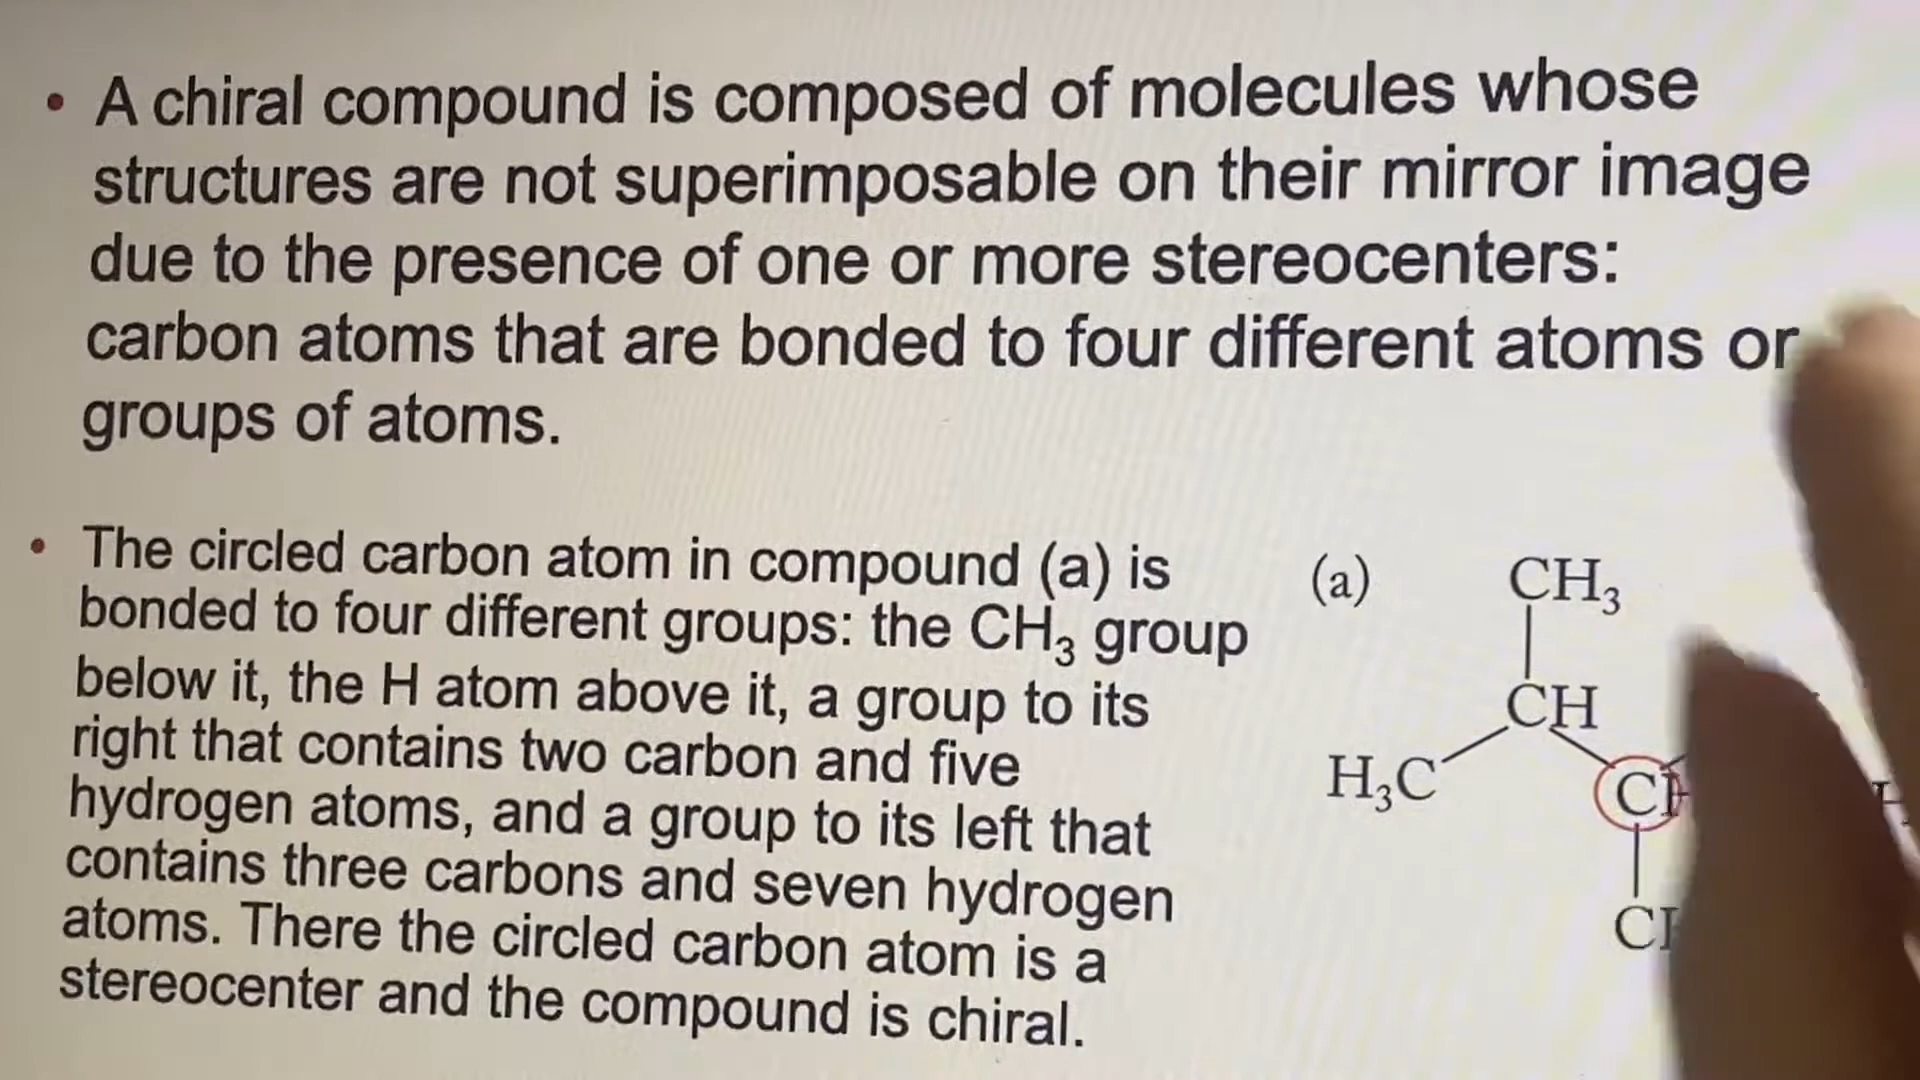 • A chiral compound is composed of molecules whose
structures are not superimposable on their mirror image
due to the presence of one or more stereocenters:
carbon atoms that are bonded to four different atoms or
groups of atoms.
• The circled carbon atom in compound (a) is
bonded to four different groups: the CH₃ group
below it, the H atom above it, a group to its
right that contains two carbon and five
hydrogen atoms, and a group to its left that
contains three carbons and seven hydrogen
atoms. There the circled carbon atom is a
stereocenter and the compound is chiral.
(a)
CH₃
CH
H₃C